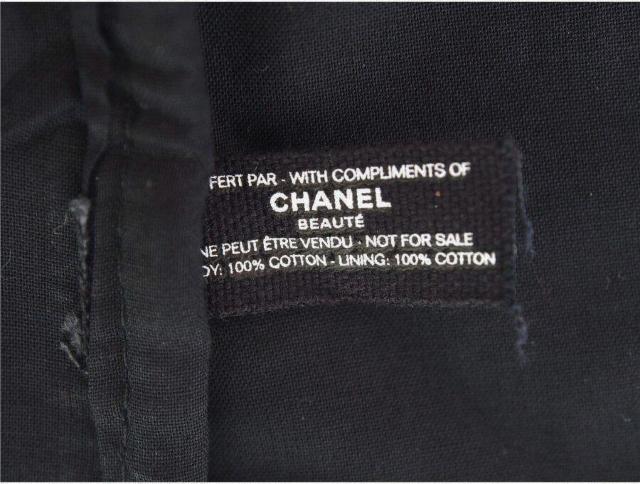 FERT PAR - WITH COMPLIMENTS OF
CHANEL
BEAUTÉ
NE PEUT ÊTRE VENDU - NOT FOR SALE
DY: 100% COTTON - LINING: 100% COTTON